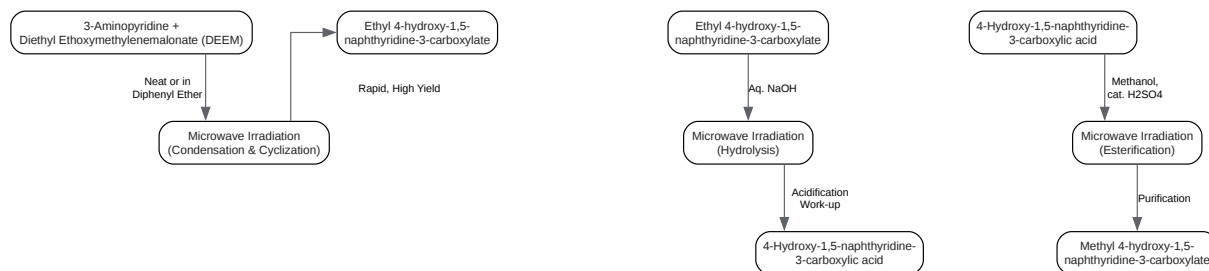 3-Aminopyridine +
Diethyl Ethoxymethylenemalonate (DEEM)
Neat or in
Diphenyl Ether
Microwave Irradiation
(Condensation & Cyclization)
Rapid, High Yield
Ethyl 4-hydroxy-1,5-
naphthyridine-3-carboxylate
Ethyl 4-hydroxy-1,5-
naphthyridine-3-carboxylate
Aq. NaOH
Microwave Irradiation
(Hydrolysis)
Acidification
Work-up
4-Hydroxy-1,5-naphthyridine-
3-carboxylic acid
4-Hydroxy-1,5-naphthyridine-
3-carboxylic acid
Methanol,
cat. H2SO4
Microwave Irradiation
(Esterification)
Purification
Methyl 4-hydroxy-1,5-
naphthyridine-3-carboxylate